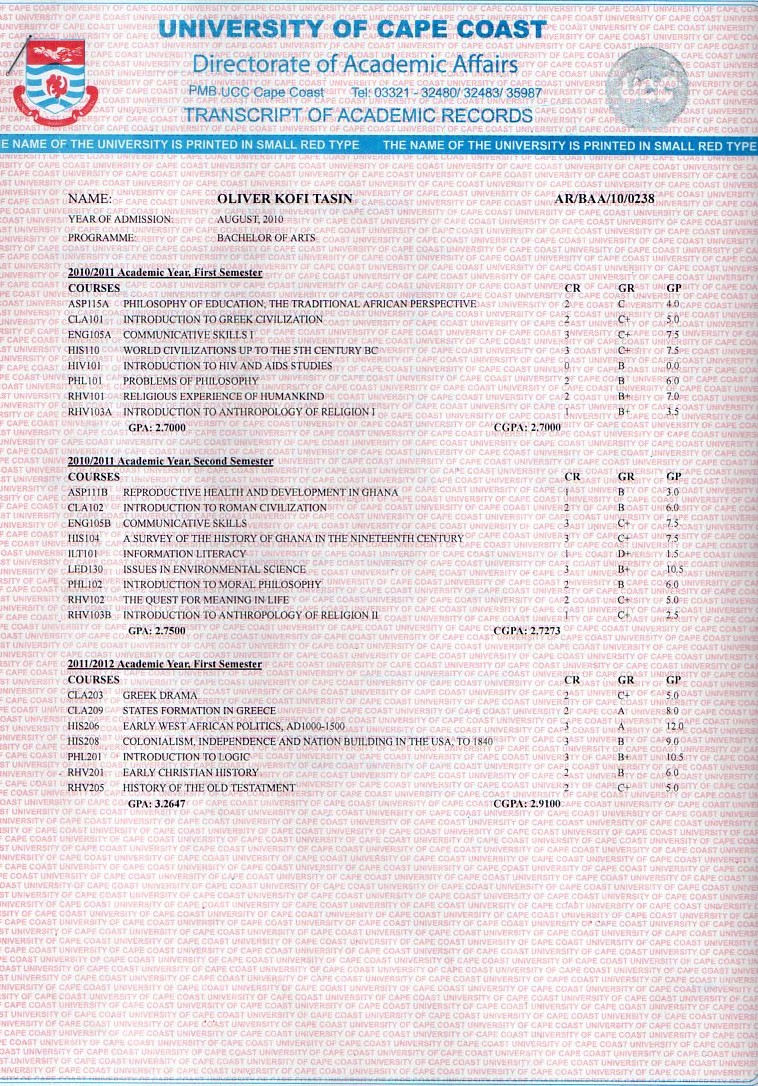 UNIVERSITY OF CAPE COAST
Directorate of Academic Affairs
PMB.UCC Cape Coast Tel: 03321 - 32480/ 32483/ 35987
TRANSCRIPT OF ACADEMIC RECORDS
E NAME OF THE UNIVERSITY IS PRINTED IN SMALL RED TYPE THE NAME OF THE UNIVERSITY IS PRINTED IN SMALL RED TYPE
NAME: OLIVER KOFI TASIN AR/BAA/10/0238
YEAR OF ADMISSION: AUGUST, 2010
PROGRAMME: BACHELOR OF ARTS
2010/2011 Academic Year, First Semester
COURSES CR GR GP
ASP115A PHILOSOPHY OF EDUCATION, THE TRADITIONAL AFRICAN PERSPECTIVE 2 C 4.0
CLA101 INTRODUCTION TO GREEK CIVILIZATION 2 C+ 5.0
ENG105A COMMUNICATIVE SKILLS I 3 C+ 7.5
HIS110 WORLD CIVILIZATIONS UP TO THE 5TH CENTURY BC 3 C+ 7.5
HIV101 INTRODUCTION TO HIV AND AIDS STUDIES 0 B 0.0
PHL101 PROBLEMS OF PHILOSOPHY 2 B 6.0
RHV101 RELIGIOUS EXPERIENCE OF HUMANKIND 2 B+ 7.0
RHV103A INTRODUCTION TO ANTHROPOLOGY OF RELIGION I 1 B+ 3.5
GPA: 2.7000 CGPA: 2.7000
2010/2011 Academic Year, Second Semester
COURSES CR GR GP
ASP111B REPRODUCTIVE HEALTH AND DEVELOPMENT IN GHANA 1 B 3.0
CLA102 INTRODUCTION TO ROMAN CIVILIZATION 2 B 6.0
ENG105B COMMUNICATIVE SKILLS 3 C+ 7.5
HIS104 A SURVEY OF THE HISTORY OF GHANA IN THE NINETEENTH CENTURY 3 C+ 7.5
ILT101 INFORMATION LITERACY 1 D+ 1.5
LED130 ISSUES IN ENVIRONMENTAL SCIENCE 3 B+ 10.5
PHL102 INTRODUCTION TO MORAL PHILOSOPHY 2 B 6.0
RHV102 THE QUEST FOR MEANING IN LIFE 2 C+ 5.0
RHV103B INTRODUCTION TO ANTHROPOLOGY OF RELIGION II 1 C+ 2.5
GPA: 2.7500 CGPA: 2.7273
2011/2012 Academic Year, First Semester
COURSES CR GR GP
CLA203 GREEK DRAMA 2 C+ 5.0
CLA209 STATES FORMATION IN GREECE 2 A 8.0
HIS206 EARLY WEST AFRICAN POLITICS, AD1000-1500 3 A 12.0
HIS208 COLONIALISM, INDEPENDENCE AND NATION BUILDING IN THE USA, TO 1840 3 B 9.0
PHL201 INTRODUCTION TO LOGIC 3 B+ 10.5
RHV201 EARLY CHRISTIAN HISTORY 2 B 6.0
RHV205 HISTORY OF THE OLD TESTATMENT 2 C+ 5.0
GPA: 3.2647 CGPA: 2.9100